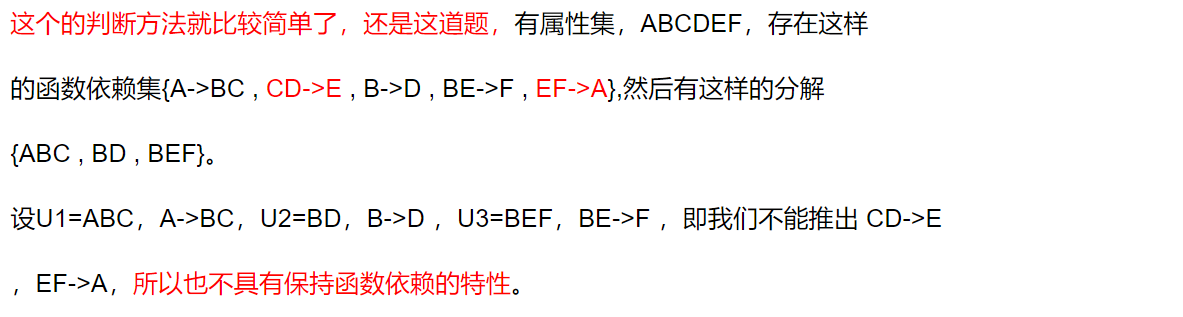 这个的判断方法就比较简单了，还是这道题，有属性集，ABCDEF，存在这样
的函数依赖集{A->BC , CD->E , B->D , BE->F , EF->A},然后有这样的分解
{ABC , BD , BEF}。
设U1=ABC，A->BC，U2=BD，B->D ，U3=BEF，BE->F ，即我们不能推出 CD->E
，EF->A，所以也不具有保持函数依赖的特性。